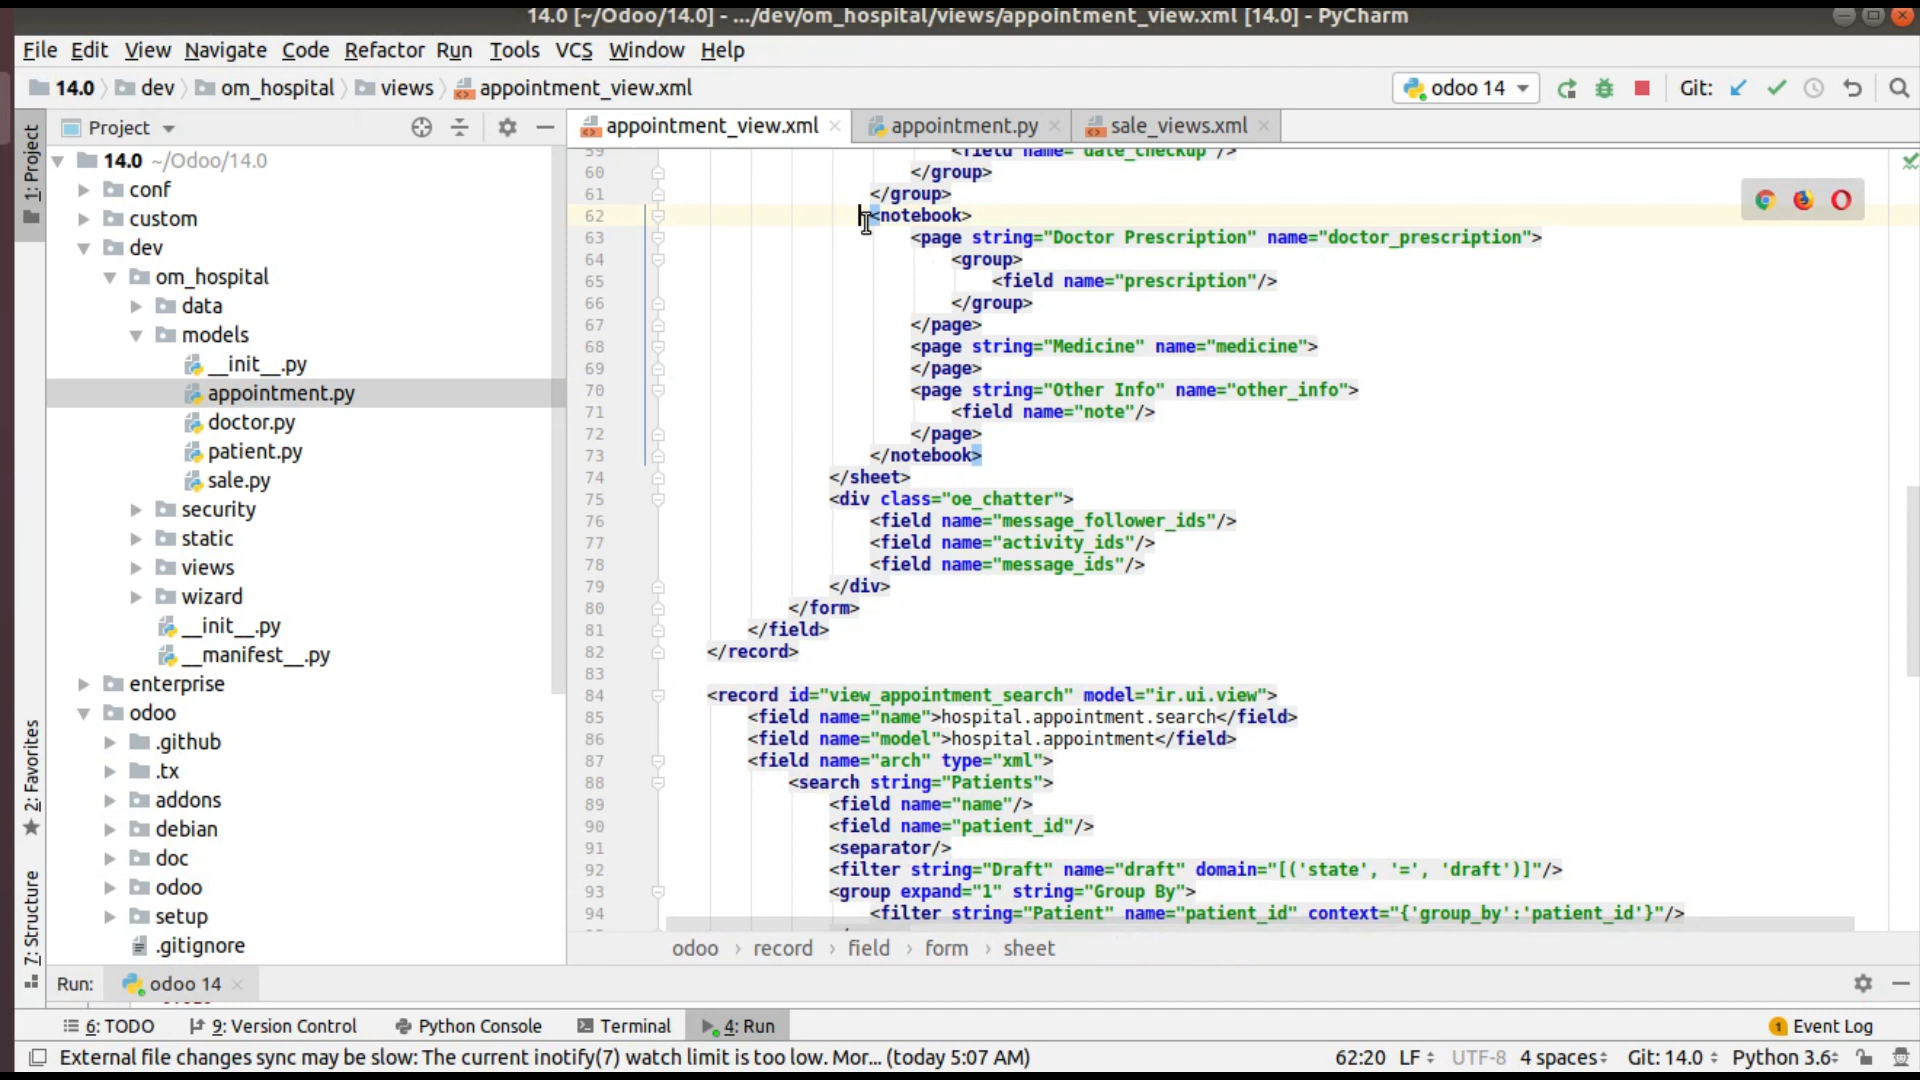 14.0 [~/Odoo/14.0] - .../dev/om_hospital/views/appointment_view.xml [14.0] - PyCharm
File Edit View Navigate Code Refactor Run Tools VCS Window Help
14.0 dev om_hospital views appointment_view.xml odoo 14 Git:
1: Project
2: Favorites
7: Structure
Project
14.0 ~/Odoo/14.0
conf
custom
dev
om_hospital
data
models
__init__.py
appointment.py
doctor.py
patient.py
sale.py
security
static
views
wizard
__init__.py
__manifest__.py
enterprise
odoo
.github
.tx
addons
debian
doc
odoo
setup
.gitignore
appointment_view.xml appointment.py sale_views.xml
59 <field name="date_checkup"/>
60 </group>
61 </group>
62 <notebook>
63 <page string="Doctor Prescription" name="doctor_prescription">
64 <group>
65 <field name="prescription"/>
66 </group>
67 </page>
68 <page string="Medicine" name="medicine">
69 </page>
70 <page string="Other Info" name="other_info">
71 <field name="note"/>
72 </page>
73 </notebook>
74 </sheet>
75 <div class="oe_chatter">
76 <field name="message_follower_ids"/>
77 <field name="activity_ids"/>
78 <field name="message_ids"/>
79 </div>
80 </form>
81 </field>
82 </record>
83
84 <record id="view_appointment_search" model="ir.ui.view">
85 <field name="name">hospital.appointment.search</field>
86 <field name="model">hospital.appointment</field>
87 <field name="arch" type="xml">
88 <search string="Patients">
89 <field name="name"/>
90 <field name="patient_id"/>
91 <separator/>
92 <filter string="Draft" name="draft" domain="[('state', '=', 'draft')]"/>
93 <group expand="1" string="Group By">
94 <filter string="Patient" name="patient_id" context="{'group_by':'patient_id'}"/>
odoo › record › field › form › sheet
Run: odoo 14
6: TODO 9: Version Control Python Console Terminal 4: Run 1 Event Log
External file changes sync may be slow: The current inotify(7) watch limit is too low. Mor... (today 5:07 AM) 62:20 LF UTF-8 4 spaces Git: 14.0 Python 3.6